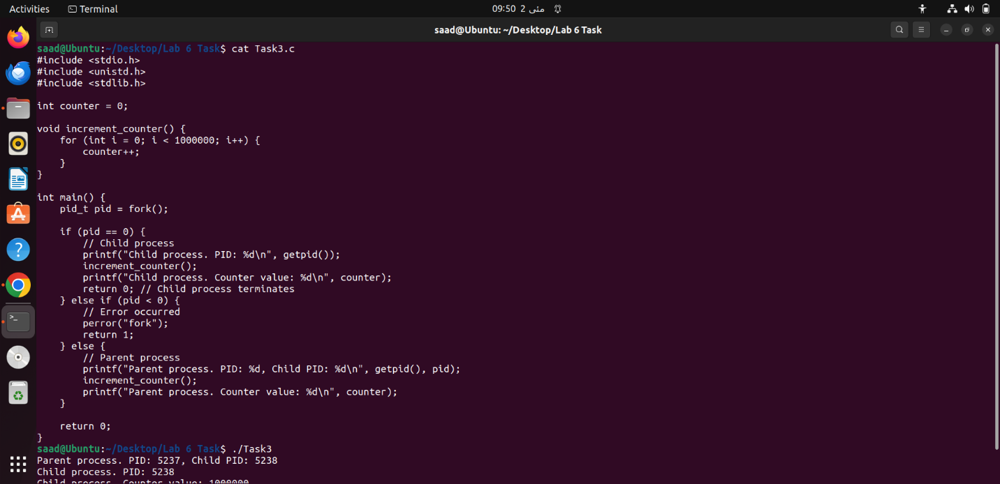 Activities
Terminal
09:50 2 مئی
saad@Ubuntu: ~/Desktop/Lab 6 Task
saad@Ubuntu:~/Desktop/Lab 6 Task$ cat Task3.c
#include <stdio.h>
#include <unistd.h>
#include <stdlib.h>
int counter = 0;
void increment_counter() {
    for (int i = 0; i < 1000000; i++) {
        counter++;
    }
}
int main() {
    pid_t pid = fork();
    if (pid == 0) {
        // Child process
        printf("Child process. PID: %d\n", getpid());
        increment_counter();
        printf("Child process. Counter value: %d\n", counter);
        return 0; // Child process terminates
    } else if (pid < 0) {
        // Error occurred
        perror("fork");
        return 1;
    } else {
        // Parent process
        printf("Parent process. PID: %d, Child PID: %d\n", getpid(), pid);
        increment_counter();
        printf("Parent process. Counter value: %d\n", counter);
    }
    return 0;
}
saad@Ubuntu:~/Desktop/Lab 6 Task$ ./Task3
Parent process. PID: 5237, Child PID: 5238
Child process. PID: 5238
Child process. Counter value: 1000000